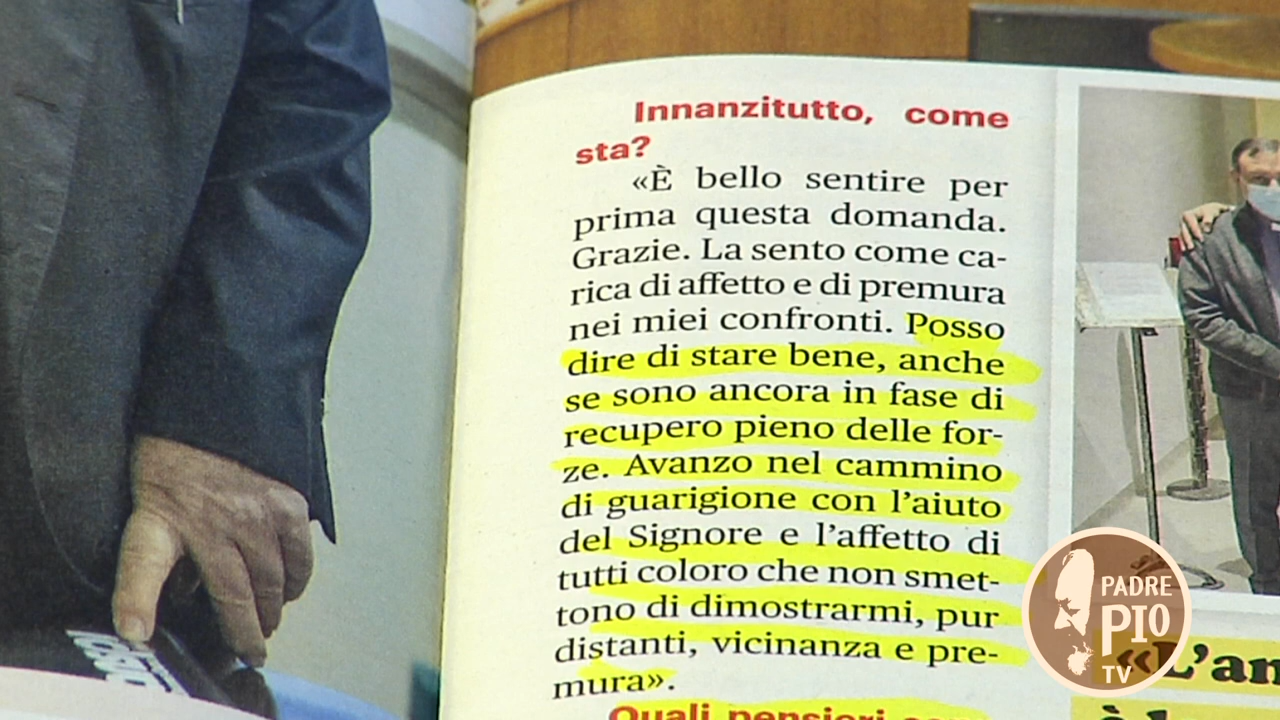 Innanzitutto, come
sta?
«È bello sentire per
prima questa domanda.
Grazie. La sento come ca-
rica di affetto e di premura
nei miei confronti. Posso
dire di stare bene, anche
se sono ancora in fase di
recupero pieno delle for-
ze. Avanzo nel cammino
di guarigione con l'aiuto
del Signore e l'affetto di
tutti coloro che non smet-
tono di dimostrarmi, pur
distanti, vicinanza e pre-
mura».
Quali pensieri
«L'an
PADRE
PIO
TV